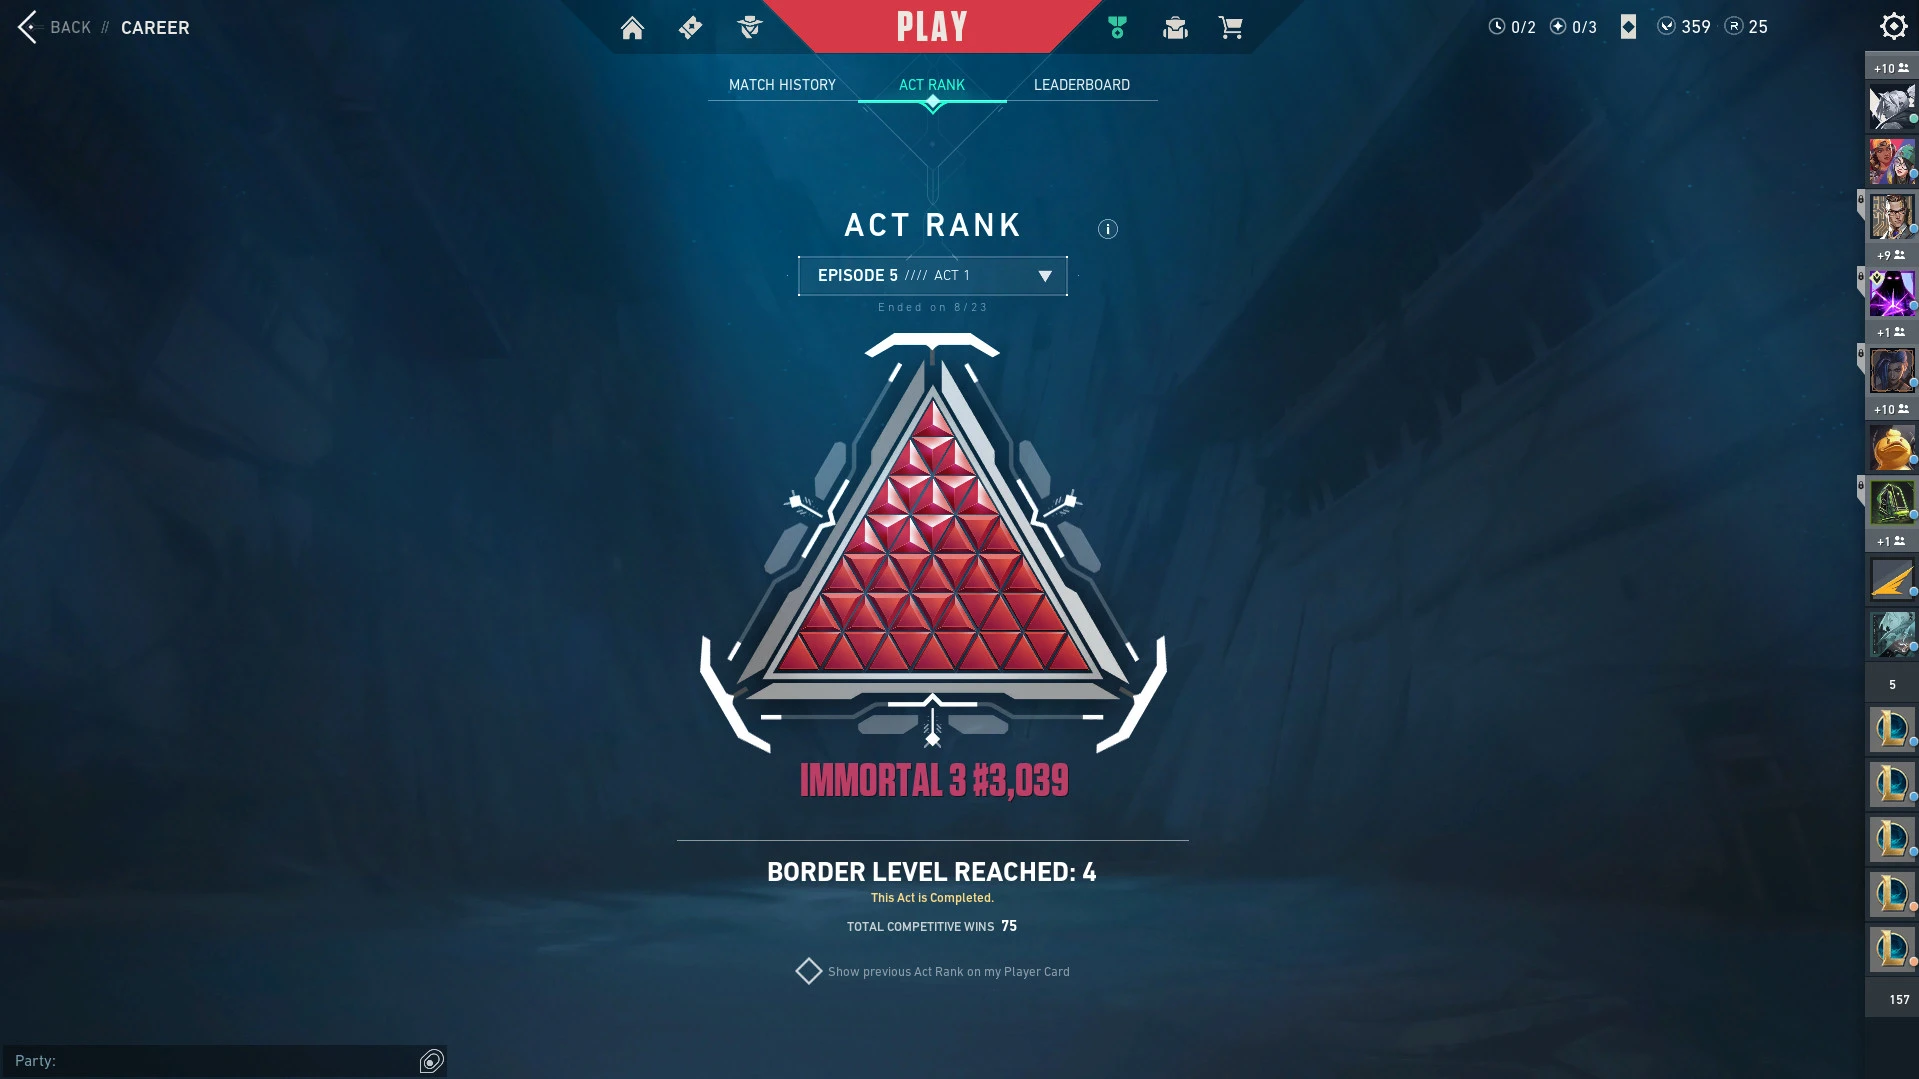 BACK // CAREER
PLAY
0/2 0/3 359 R 25
MATCH HISTORY ACT RANK LEADERBOARD
ACT RANK
EPISODE 5 //// ACT 1
Ended on 8/23
IMMORTAL 3 #3,039
BORDER LEVEL REACHED: 4
This Act is Completed.
TOTAL COMPETITIVE WINS 75
Show previous Act Rank on my Player Card
Party:
+10
+9
+1
+10
+1
5
157